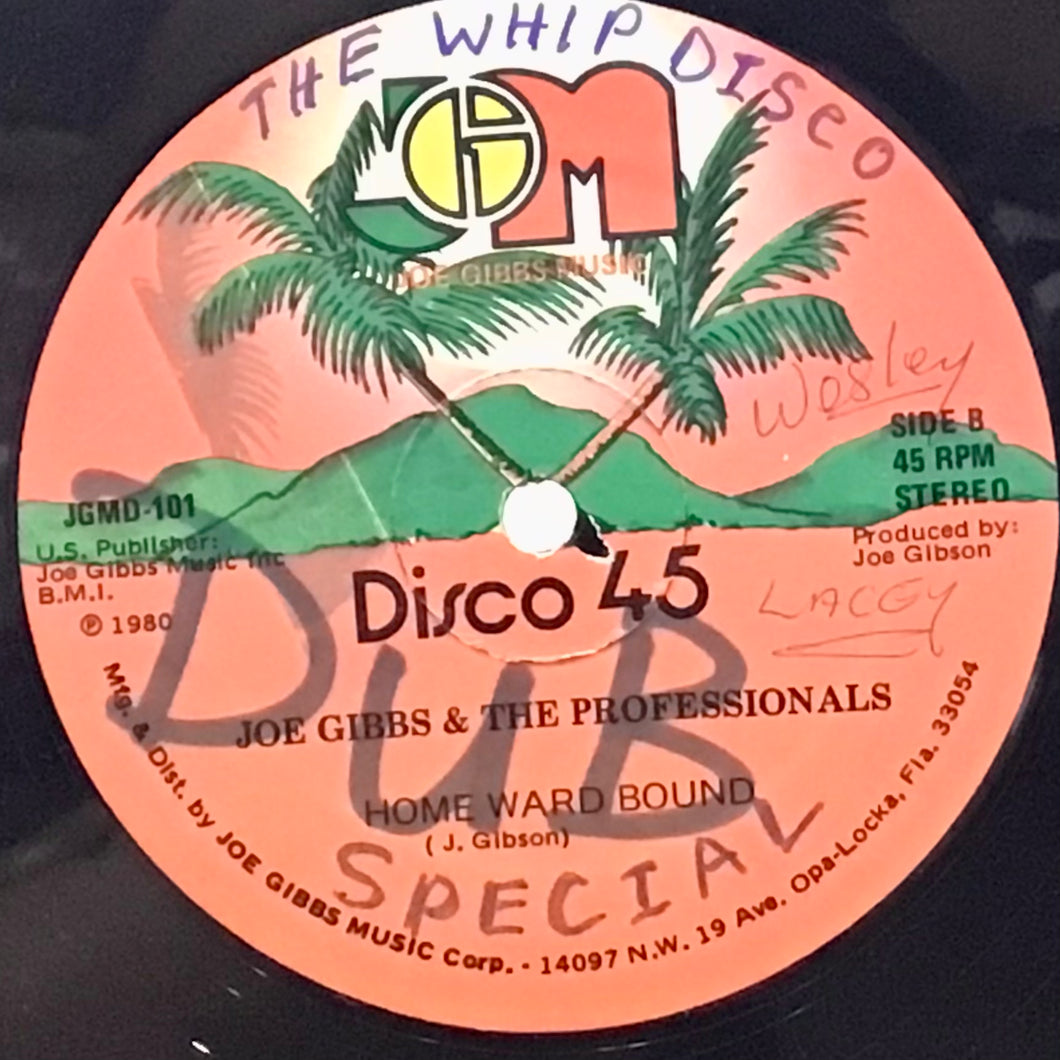 THE WHIP DISCO
JGM
JOE GIBBS MUSIC
Wesley
SIDE B
45 RPM
STEREO
Produced by:
Joe Gibson
LACEY
JGMD-101
U.S. Publisher:
Joe Gibbs Music Inc
B.M.I.
℗ 1980
Disco 45
DUB
JOE GIBBS & THE PROFESSIONALS
HOME WARD BOUND
( J. Gibson)
SPECIAL
Mfg. & Dist. by JOE GIBBS MUSIC Corp. - 14097 N.W. 19 Ave. Opa-Locka, Fla. 33054